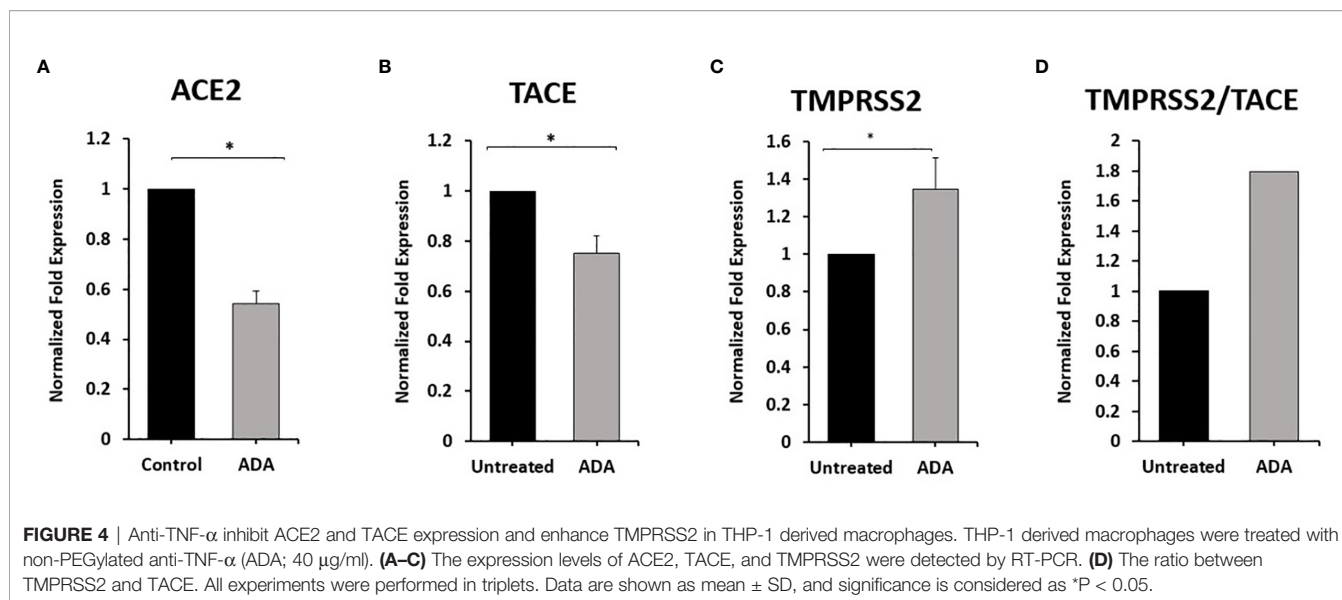 A
ACE2
Normalized Fold Expression
1.2
1
0.8
0.6
0.4
0.2
0
*
Control ADA
B
TACE
Normalized Fold Expression
1.2
1
0.8
0.6
0.4
0.2
0
*
Untreated ADA
C
TMPRSS2
Normalized Fold Expression
1.6
1.4
1.2
1
0.8
0.6
0.4
0.2
0
*
Untreated ADA
D
TMPRSS2/TACE
Normalized Fold Expression
2
1.8
1.6
1.4
1.2
1
0.8
0.6
0.4
0.2
0
Untreated ADA
FIGURE 4 | Anti-TNF-α inhibit ACE2 and TACE expression and enhance TMPRSS2 in THP-1 derived macrophages. THP-1 derived macrophages were treated with
non-PEGylated anti-TNF-α (ADA; 40 μg/ml). (A–C) The expression levels of ACE2, TACE, and TMPRSS2 were detected by RT-PCR. (D) The ratio between
TMPRSS2 and TACE. All experiments were performed in triplets. Data are shown as mean ± SD, and significance is considered as *P < 0.05.